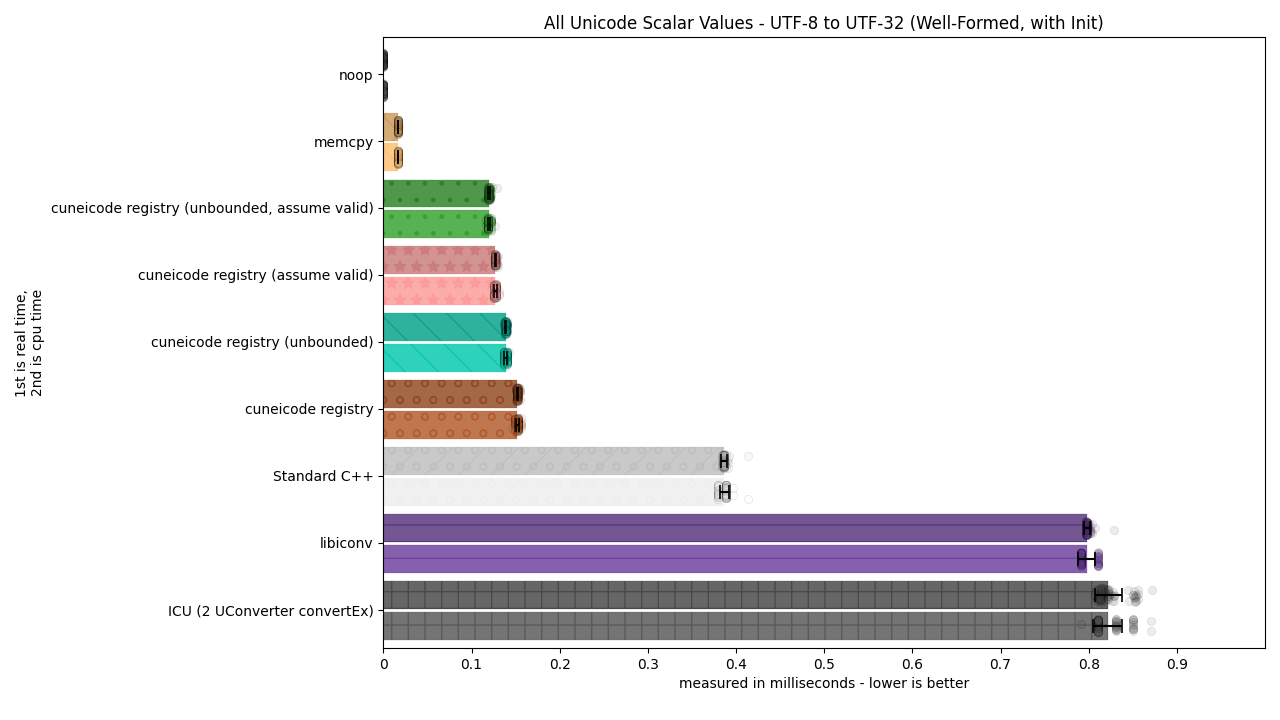 All Unicode Scalar Values - UTF-8 to UTF-32 (Well-Formed, with Init)
noop
memcpy
cuneicode registry (unbounded, assume valid)
cuneicode registry (assume valid)
cuneicode registry (unbounded)
cuneicode registry
Standard C++
libiconv
ICU (2 UConverter convertEx)
1st is real time,
2nd is cpu time
0 0.1 0.2 0.3 0.4 0.5 0.6 0.7 0.8 0.9
measured in milliseconds - lower is better